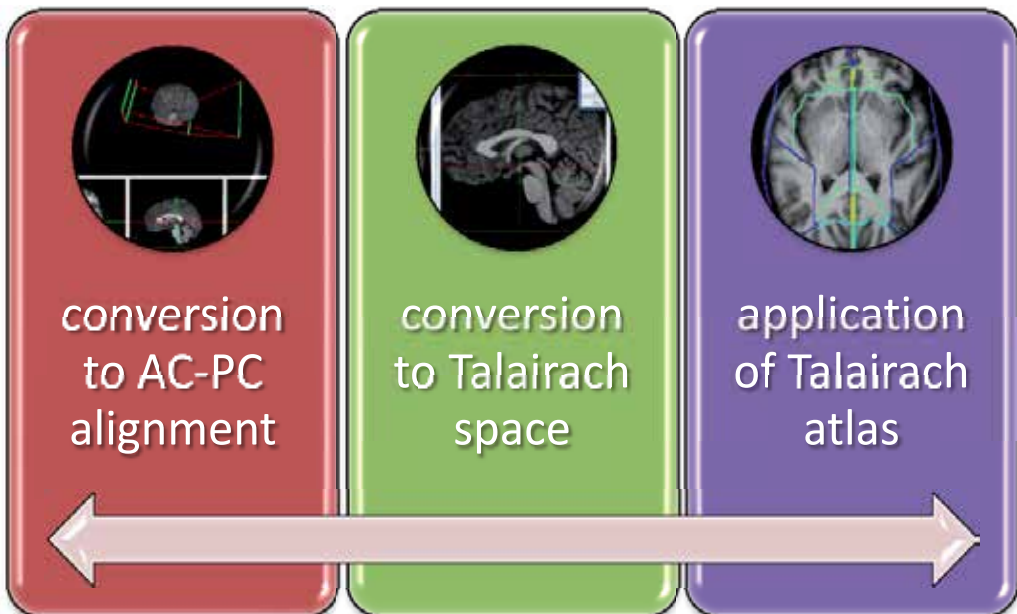 conversion
to AC-PC
alignment
conversion
to Talairach
space
application
of Talairach
atlas